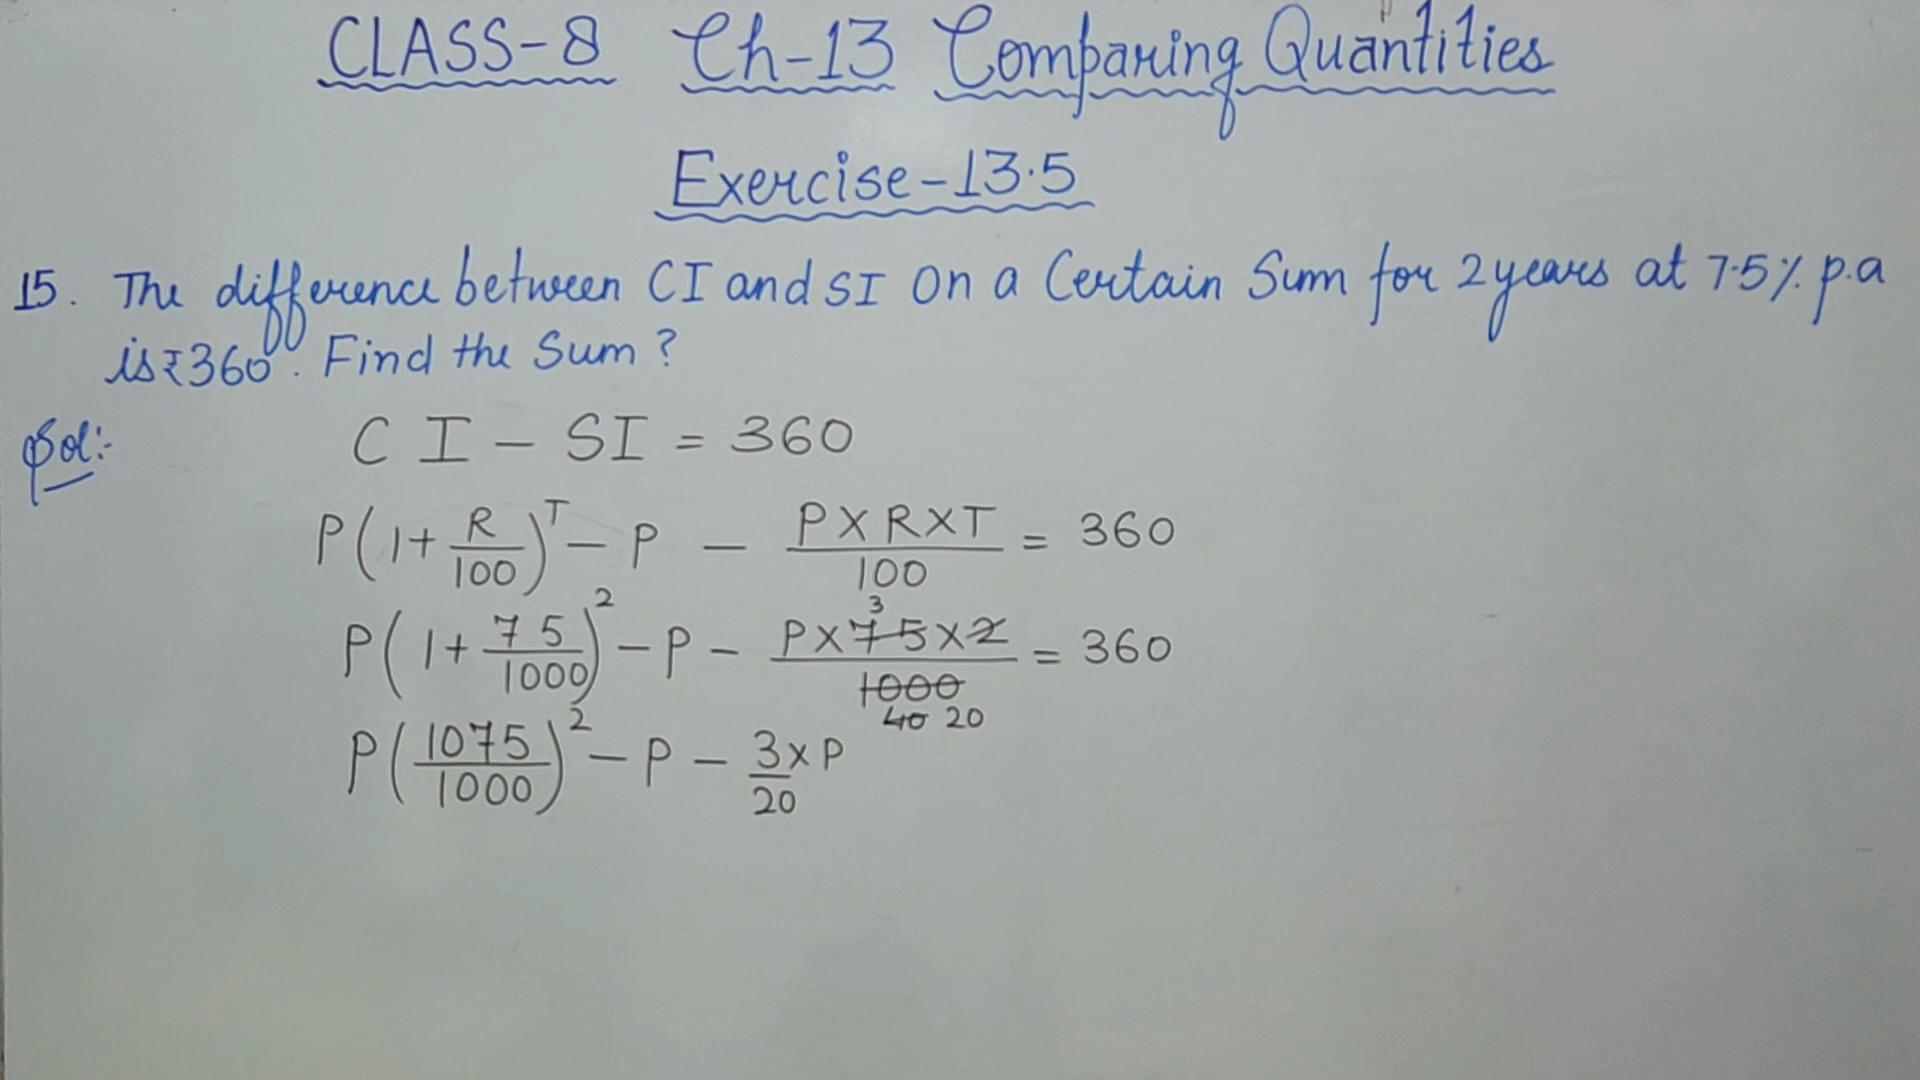 CLASS-8 Ch-13 Comparing Quantities
Exercise-13.5
15. The difference between CI and SI on a Certain Sum for 2 years at 7.5% p.a
is ₹360. Find the Sum?
Sol:-
CI - SI = 360
P(1+R/100)^T - P - P×R×T/100 = 360
P(1+75/1000)^2 - P - P×75×2/1000 = 360
3
40 20
P(1075/1000)^2 - P - 3/20 × P